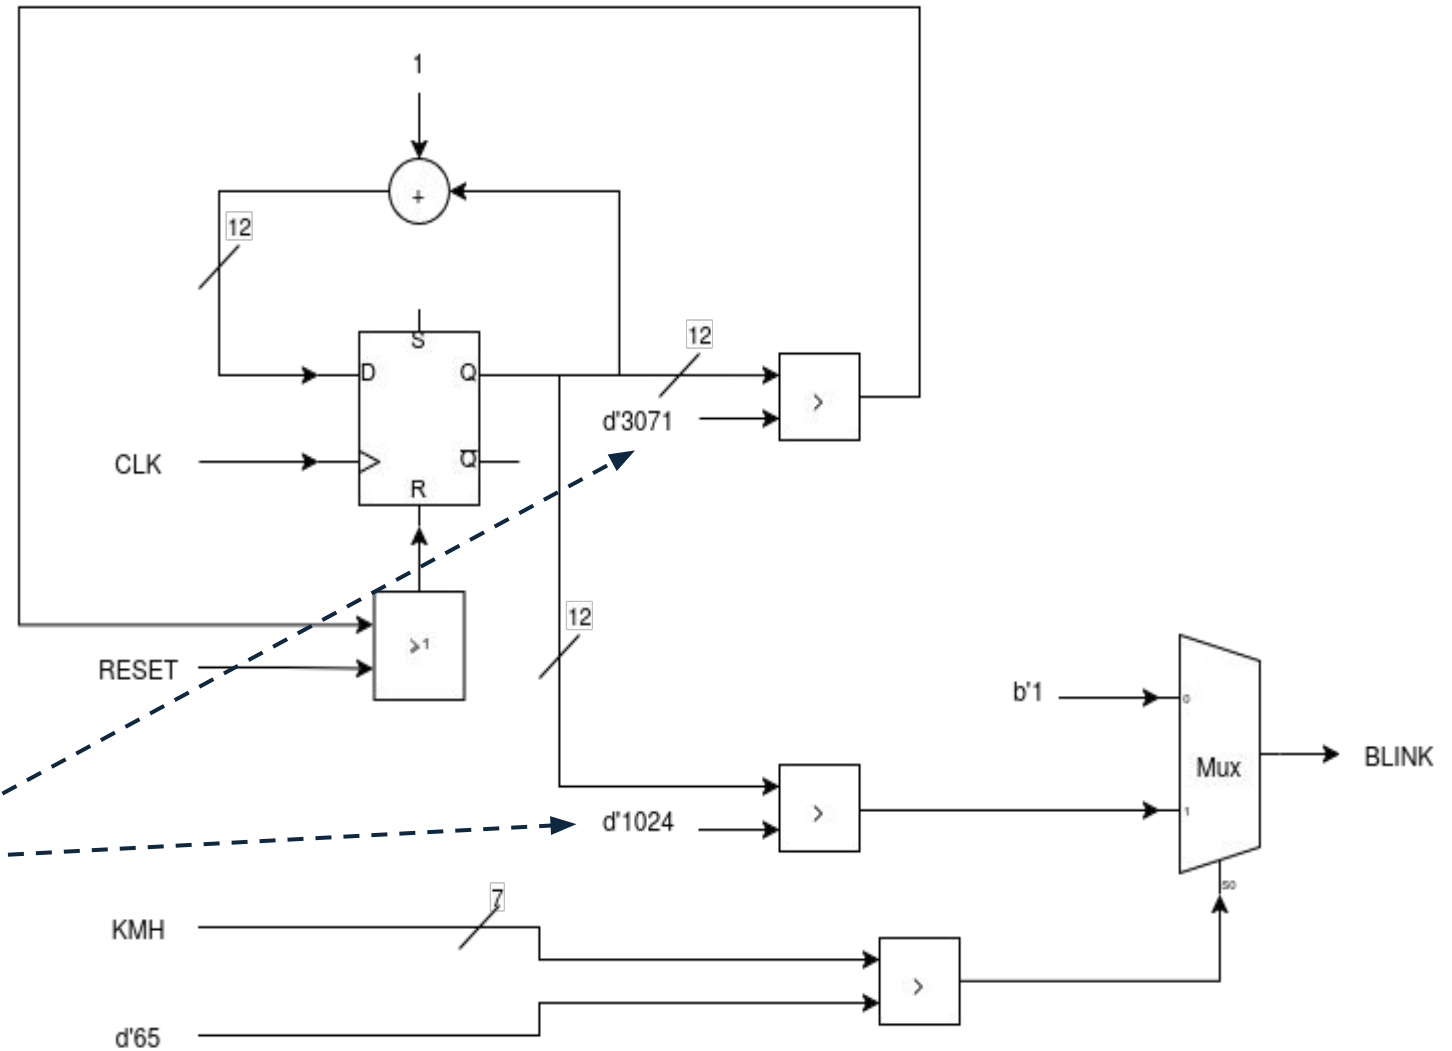 1
+
12
S
D Q
12
d'3071
>
CLK
Q
R
12
>1
RESET
b'1
0
Mux
BLINK
1
d'1024
>
S0
7
KMH
>
d'65